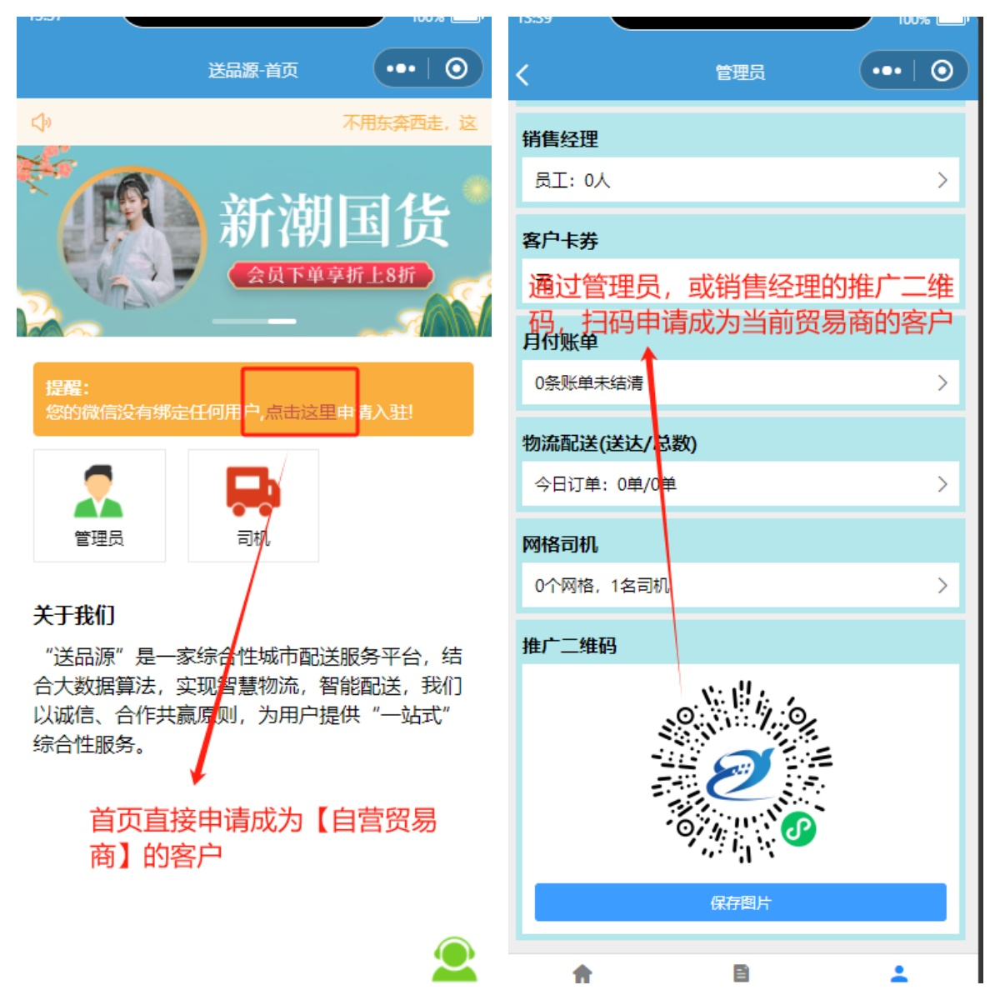 送品源-首页
不用东奔西走，这
新潮国货
会员下单享折上8折
提醒：
您的微信没有绑定任何用户,点击这里申请入驻!
管理员
司机
关于我们
“送品源”是一家综合性城市配送服务平台，结
合大数据算法，实现智慧物流，智能配送，我们
以诚信、合作共赢原则，为用户提供“一站式”
综合性服务。
首页直接申请成为【自营贸易
商】的客户
13:39
100%
管理员
销售经理
员工：0人
客户卡券
通过管理员，或销售经理的推广二维
码，扫码申请成为当前贸易商的客户
月付账单
0条账单未结清
物流配送(送达/总数)
今日订单：0单/0单
网格司机
0个网格，1名司机
推广二维码
保存图片